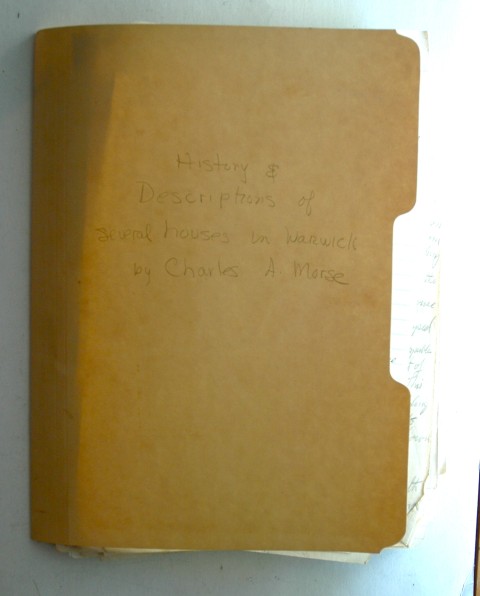 History &
Descriptions of
several houses in Warwick
by Charles A. Morse